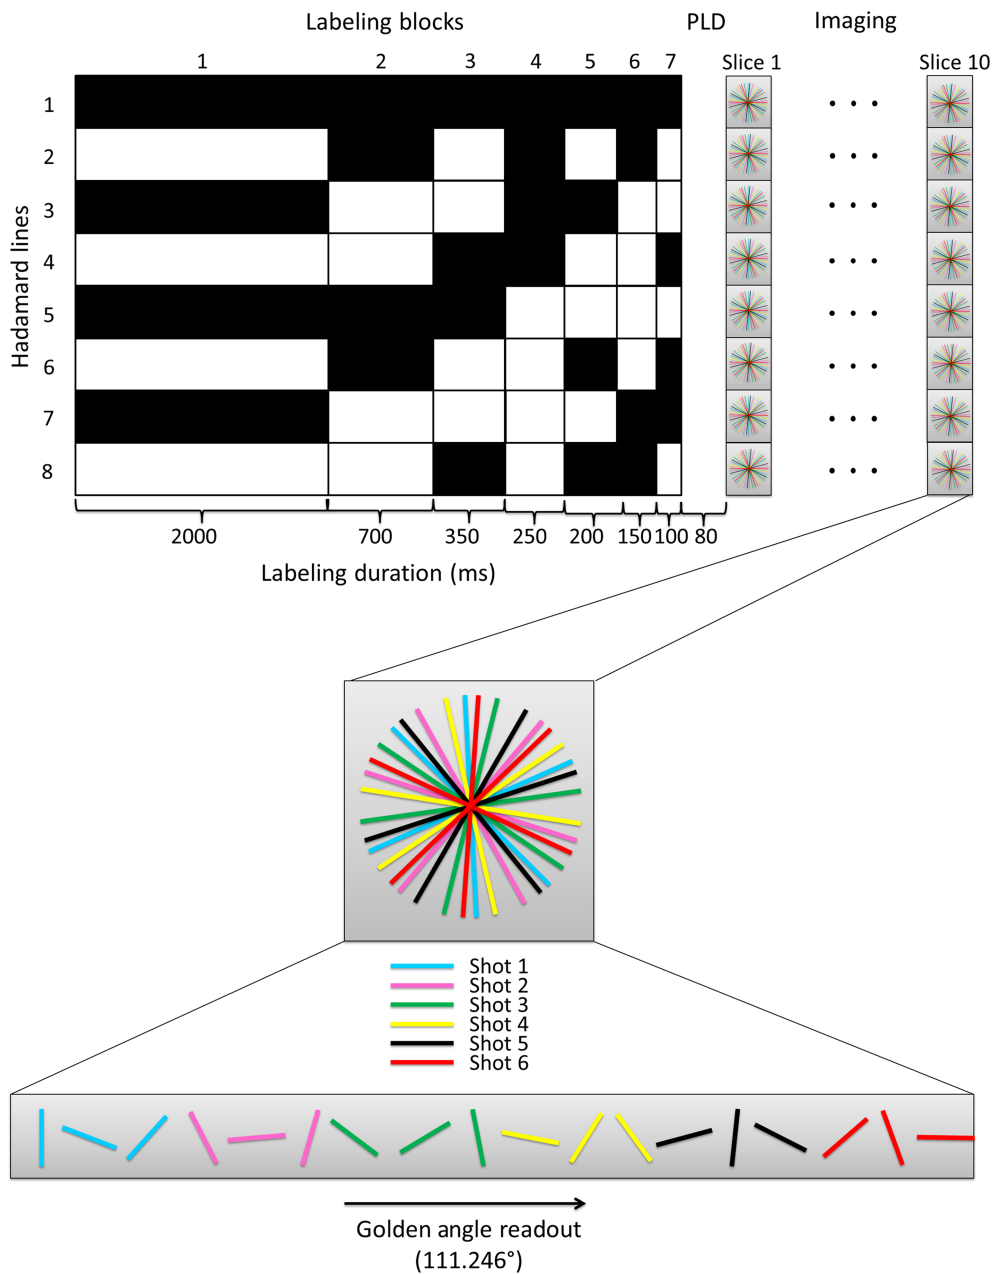 Labeling blocks PLD Imaging
1 2 3 4 5 6 7 Slice 1 Slice 10
Hadamard lines
1
2
3
4
5
6
7
8
2000 700 350 250 200 150 100 80
Labeling duration (ms)
Shot 1
Shot 2
Shot 3
Shot 4
Shot 5
Shot 6
Golden angle readout
(111.246°)